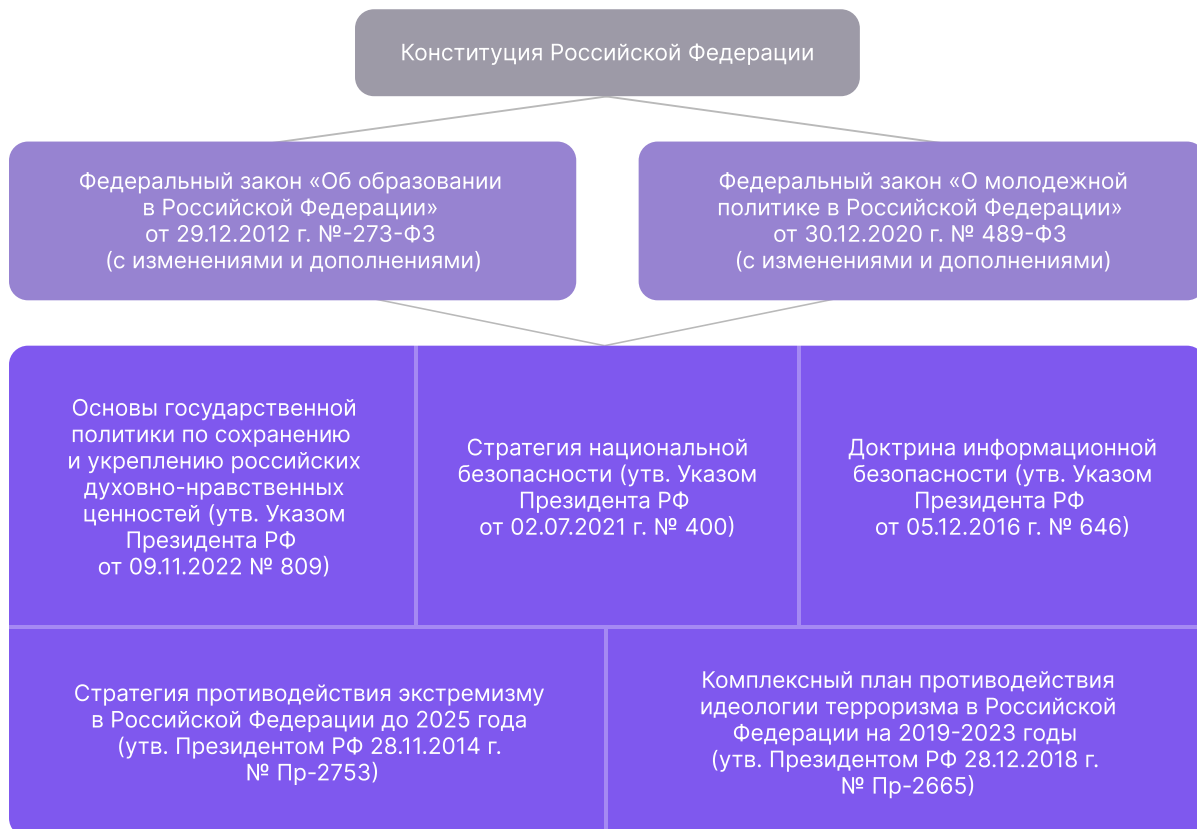 Конституция Российской Федерации
Федеральный закон «Об образовании
в Российской Федерации»
от 29.12.2012 г. №-273-ФЗ
(с изменениями и дополнениями)
Федеральный закон «О молодежной
политике в Российской Федерации»
от 30.12.2020 г. № 489-ФЗ
(с изменениями и дополнениями)
Основы государственной
политики по сохранению
и укреплению российских
духовно-нравственных
ценностей (утв. Указом
Президента РФ
от 09.11.2022 № 809)
Стратегия национальной
безопасности (утв. Указом
Президента РФ
от 02.07.2021 г. № 400)
Доктрина информационной
безопасности (утв. Указом
Президента РФ
от 05.12.2016 г. № 646)
Стратегия противодействия экстремизму
в Российской Федерации до 2025 года
(утв. Президентом РФ 28.11.2014 г.
№ Пр-2753)
Комплексный план противодействия
идеологии терроризма в Российской
Федерации на 2019-2023 годы
(утв. Президентом РФ 28.12.2018 г.
№ Пр-2665)